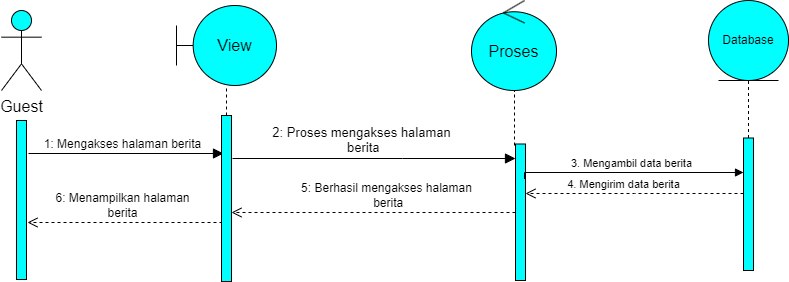 View
Proses
Database
Guest
1: Mengakses halaman berita
2: Proses mengakses halaman
berita
3. Mengambil data berita
4. Mengirim data berita
5: Berhasil mengakses halaman
berita
6: Menampilkan halaman
berita